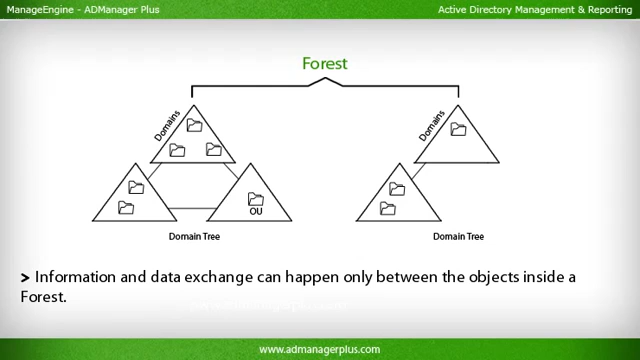 ManageEngine - ADManager Plus
Active Directory Management & Reporting
Forest
Domains
Domains
OU
Domain Tree
Domain Tree
> Information and data exchange can happen only between the objects inside a
Forest.
www.admanagerplus.com